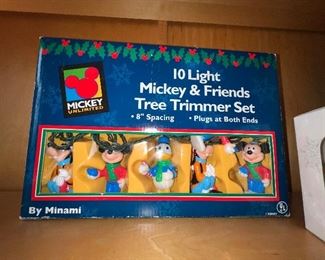 10 Light
Mickey & Friends
Tree Trimmer Set
• 8" Spacing • Plugs at Both Ends
MICKEY
UNLIMITED
By Minami